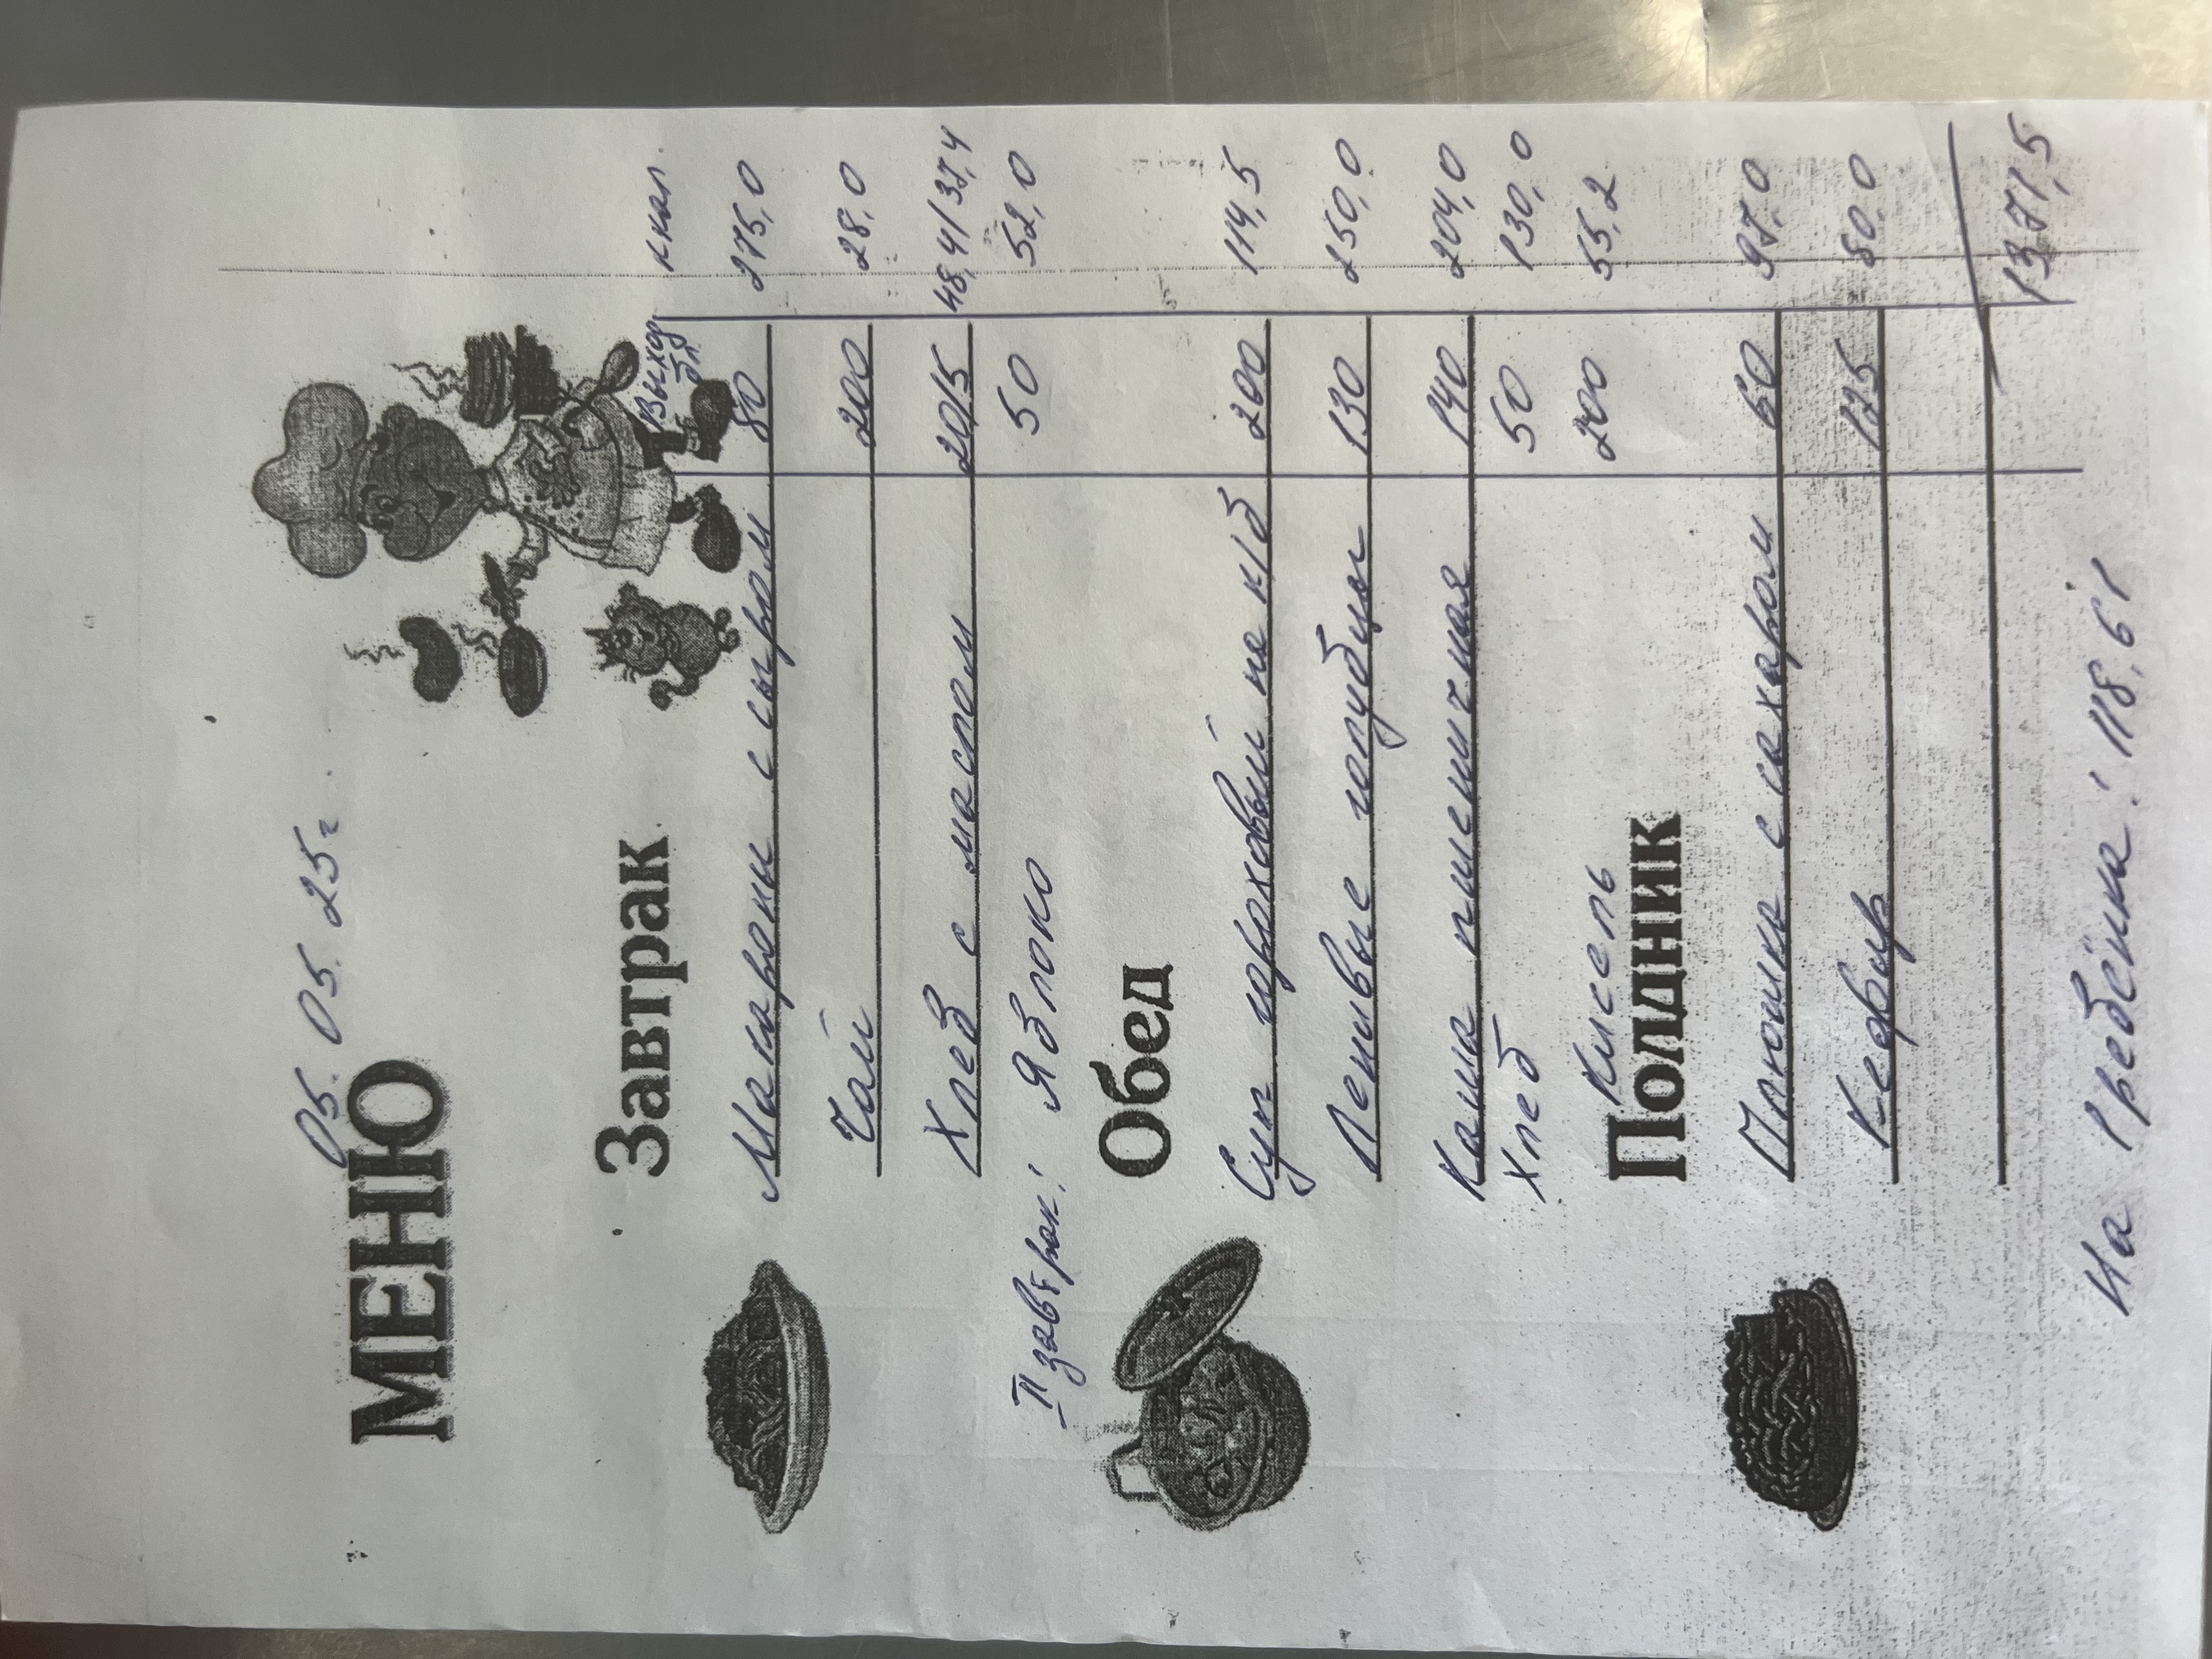 05.05.25г.
МЕНЮ
Выход ккал.
Завтрак
Макароны с сыром 80 275,0
Чай 200 28,0
Хлеб с маслом 20/5 48,4/37,4
II завтрак: Яблоко 50 52,0
Обед
Суп гороховый на к/б 200 114,5
Ленивые голубцы 130 250,0
Каша пшеничная 140 204,0
Хлеб 50 130,0
Кисель 200 55,2
Полдник
Плюшка с сахаром 60 97,0
Кефир 125 80,0
1371,5
На 1 ребёнка: 118,61